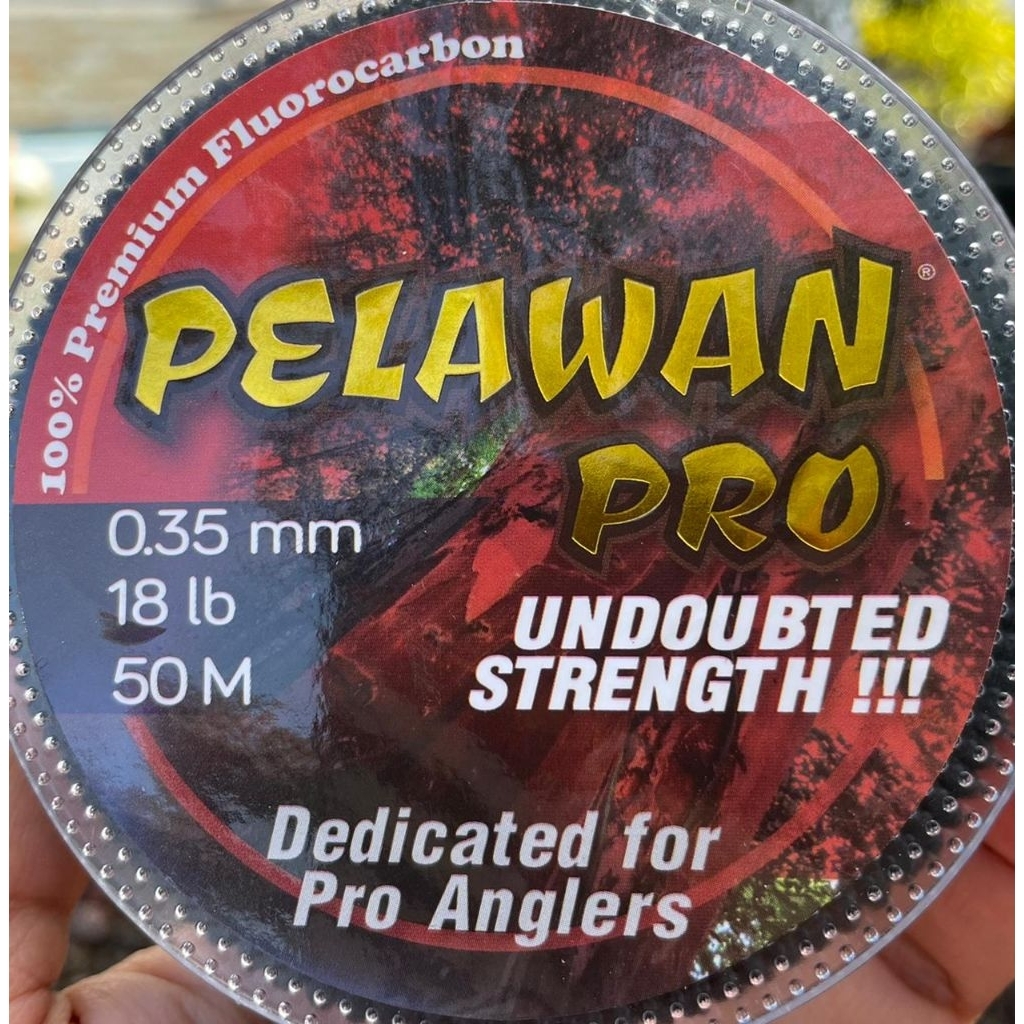 100% Premium Fluorocarbon
PELAWAN ®
PRO
0.35 mm
18 lb
50 M
UNDOUBTED
STRENGTH !!!
Dedicated for
Pro Anglers